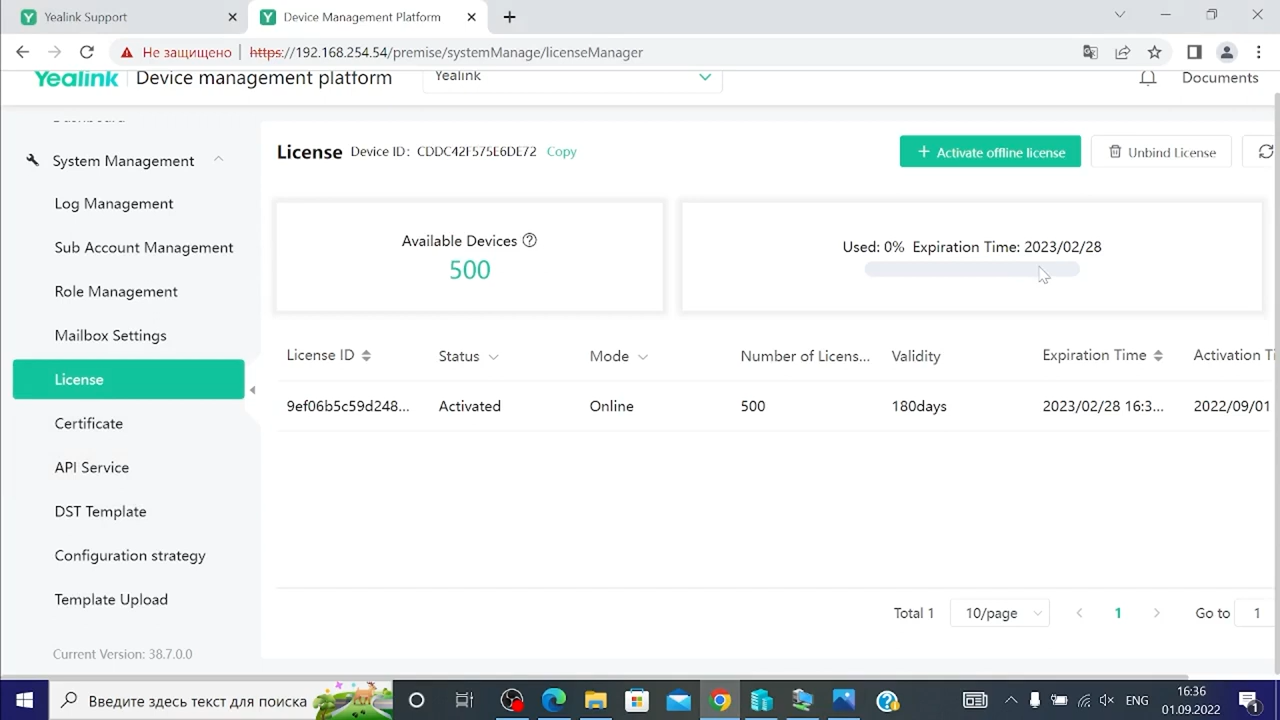 Yealink Support
Device Management Platform
Не защищено
https://192.168.254.54/premise/systemManage/licenseManager
Yealink
Device management platform
Yealink
Documents
Dashboard
System Management
Log Management
Sub Account Management
Role Management
Mailbox Settings
License
Certificate
API Service
DST Template
Configuration strategy
Template Upload
Current Version: 38.7.0.0
License Device ID: CDDC42F575E6DE72 Copy
+ Activate offline license
Unbind License
Available Devices
500
Used: 0% Expiration Time: 2023/02/28
License ID Status Mode Number of Licens... Validity Expiration Time Activation Ti
9ef06b5c59d248... Activated Online 500 180days 2023/02/28 16:3... 2022/09/01
Total 1 10/page < 1 > Go to 1
Введите здесь текст для поиска
ENG
16:36
01.09.2022
1